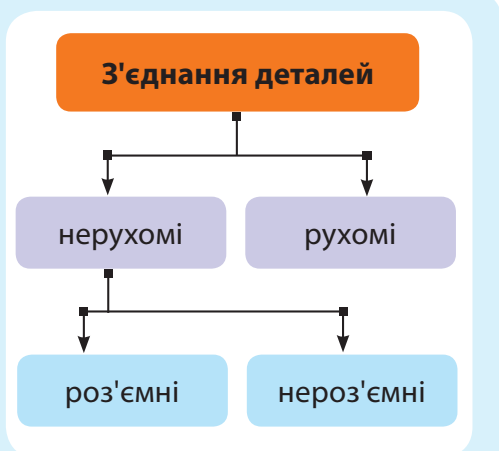 З'єднання деталей
нерухомі
рухомі
роз'ємні
нероз'ємні